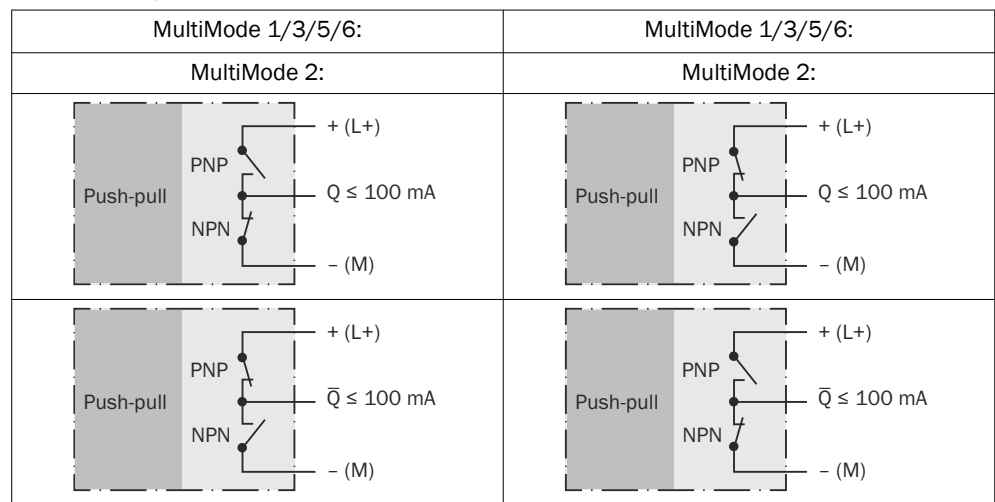 MultiMode 1/3/5/6: MultiMode 1/3/5/6:
MultiMode 2: MultiMode 2:
+ (L+)
PNP
Push-pull
Q ≤ 100 mA
NPN
– (M)
+ (L+)
PNP
Push-pull
Q ≤ 100 mA
NPN
– (M)
+ (L+)
PNP
Push-pull
Q̅ ≤ 100 mA
NPN
– (M)
+ (L+)
PNP
Push-pull
Q̅ ≤ 100 mA
NPN
– (M)